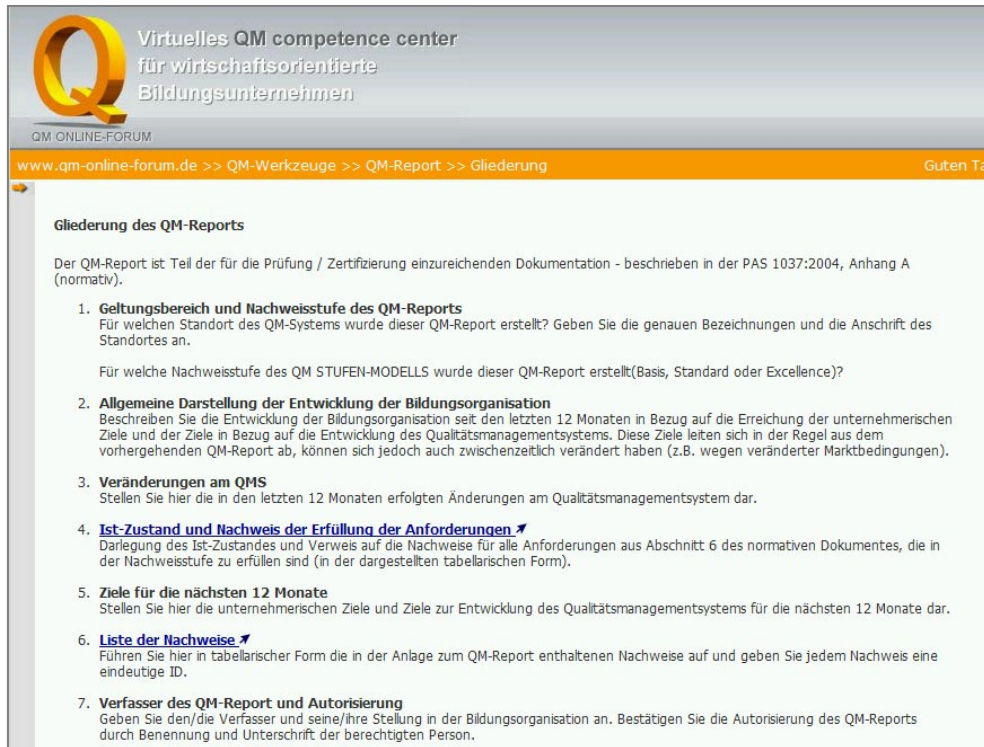 Virtuelles QM competence center
für wirtschaftsorientierte
Bildungsunternehmen
QM ONLINE-FORUM
www.qm-online-forum.de >> QM-Werkzeuge >> QM-Report >> Gliederung Guten Ta
Gliederung des QM-Reports
Der QM-Report ist Teil der für die Prüfung / Zertifizierung einzureichenden Dokumentation - beschrieben in der PAS 1037:2004, Anhang A
(normativ).
1. Geltungsbereich und Nachweisstufe des QM-Reports
Für welchen Standort des QM-Systems wurde dieser QM-Report erstellt? Geben Sie die genauen Bezeichnungen und die Anschrift des
Standortes an.
Für welche Nachweisstufe des QM STUFEN-MODELLS wurde dieser QM-Report erstellt(Basis, Standard oder Excellence)?
2. Allgemeine Darstellung der Entwicklung der Bildungsorganisation
Beschreiben Sie die Entwicklung der Bildungsorganisation seit den letzten 12 Monaten in Bezug auf die Erreichung der unternehmerischen
Ziele und der Ziele in Bezug auf die Entwicklung des Qualitätsmanagementsystems. Diese Ziele leiten sich in der Regel aus dem
vorhergehenden QM-Report ab, können sich jedoch auch zwischenzeitlich verändert haben (z.B. wegen veränderter Marktbedingungen).
3. Veränderungen am QMS
Stellen Sie hier die in den letzten 12 Monaten erfolgten Änderungen am Qualitätsmanagementsystem dar.
4. Ist-Zustand und Nachweis der Erfüllung der Anforderungen
Darlegung des Ist-Zustandes und Verweis auf die Nachweise für alle Anforderungen aus Abschnitt 6 des normativen Dokumentes, die in
der Nachweisstufe zu erfüllen sind (in der dargestellten tabellarischen Form).
5. Ziele für die nächsten 12 Monate
Stellen Sie hier die unternehmerischen Ziele und Ziele zur Entwicklung des Qualitätsmanagementsystems für die nächsten 12 Monate dar.
6. Liste der Nachweise
Führen Sie hier in tabellarischer Form die in der Anlage zum QM-Report enthaltenen Nachweise auf und geben Sie jedem Nachweis eine
eindeutige ID.
7. Verfasser des QM-Report und Autorisierung
Geben Sie den/die Verfasser und seine/ihre Stellung in der Bildungsorganisation an. Bestätigen Sie die Autorisierung des QM-Reports
durch Benennung und Unterschrift der berechtigten Person.